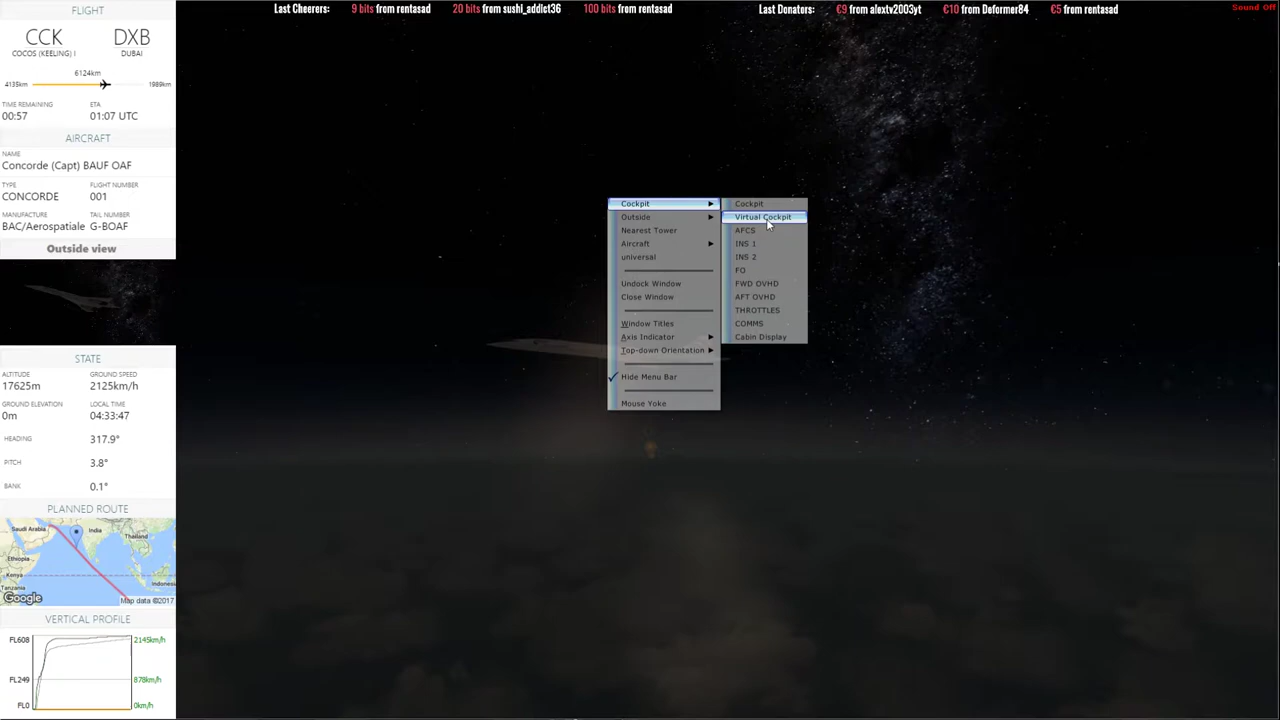 Last Cheerers: 9 bits from rentasad 20 bits from sushi_addict36 100 bits from rentasad Last Donators: €9 from alextv2003yt €10 from Deformer84 €5 from rentasad Sound Off
FLIGHT
CCK DXB
COCOS (KEELING) I DUBAI
6124km
4135km 1989km
TIME REMAINING ETA
00:57 01:07 UTC
AIRCRAFT
NAME
Concorde (Capt) BAUF OAF
TYPE FLIGHT NUMBER
CONCORDE 001
MANUFACTURE TAIL NUMBER
BAC/Aerospatiale G-BOAF
Outside view
STATE
ALTITUDE GROUND SPEED
17625m 2125km/h
GROUND ELEVATION LOCAL TIME
0m 04:33:47
HEADING 317.9°
PITCH 3.8°
BANK 0.1°
PLANNED ROUTE
Saudi Arabia India
Thailand
Ethiopia
Kenya
Tanzania
Indonesia
Google Map data ©2017
VERTICAL PROFILE
FL608 2145km/h
FL249 878km/h
FL0 0km/h
Cockpit
Outside
Nearest Tower
Aircraft
universal
Undock Window
Close Window
Window Titles
Axis Indicator
Top-down Orientation
Hide Menu Bar
Mouse Yoke
Cockpit
Virtual Cockpit
AFCS
INS 1
INS 2
FO
FWD OVHD
AFT OVHD
THROTTLES
COMMS
Cabin Display